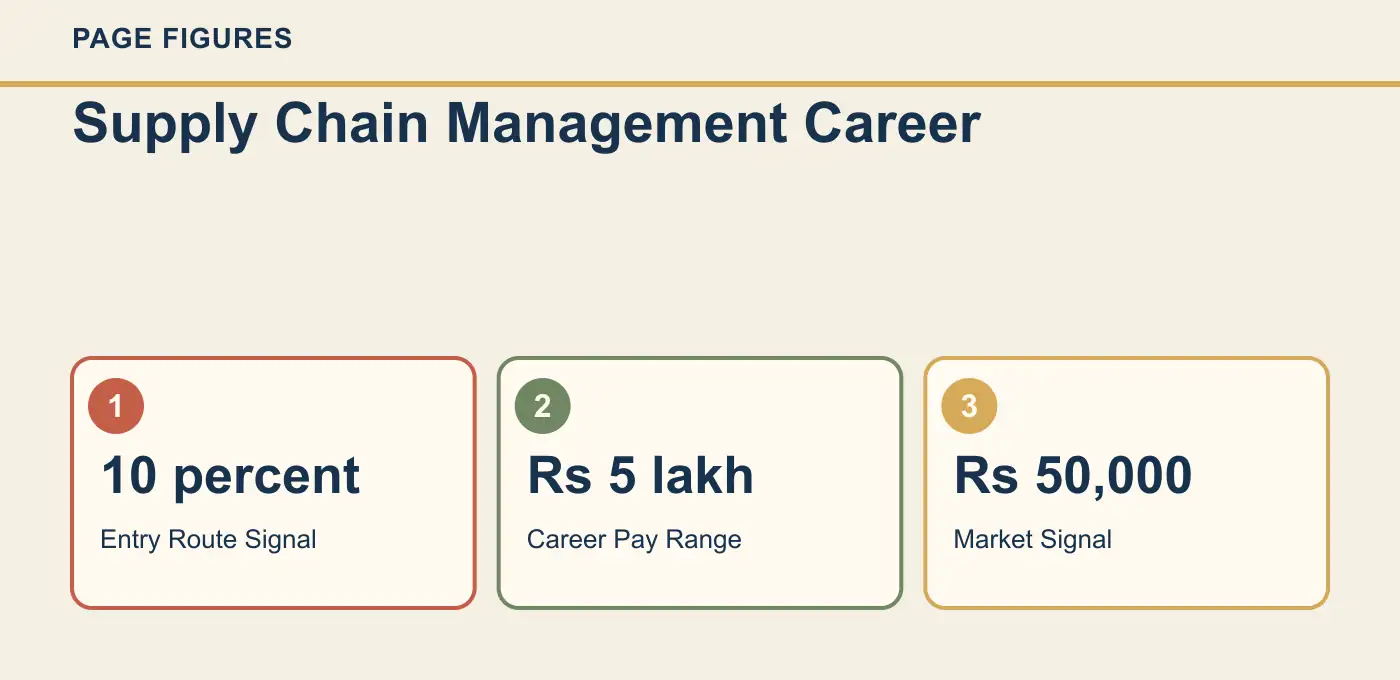 PAGE FIGURES
Supply Chain Management Career
1
10 percent
Entry Route Signal
2
Rs 5 lakh
Career Pay Range
3
Rs 50,000
Market Signal